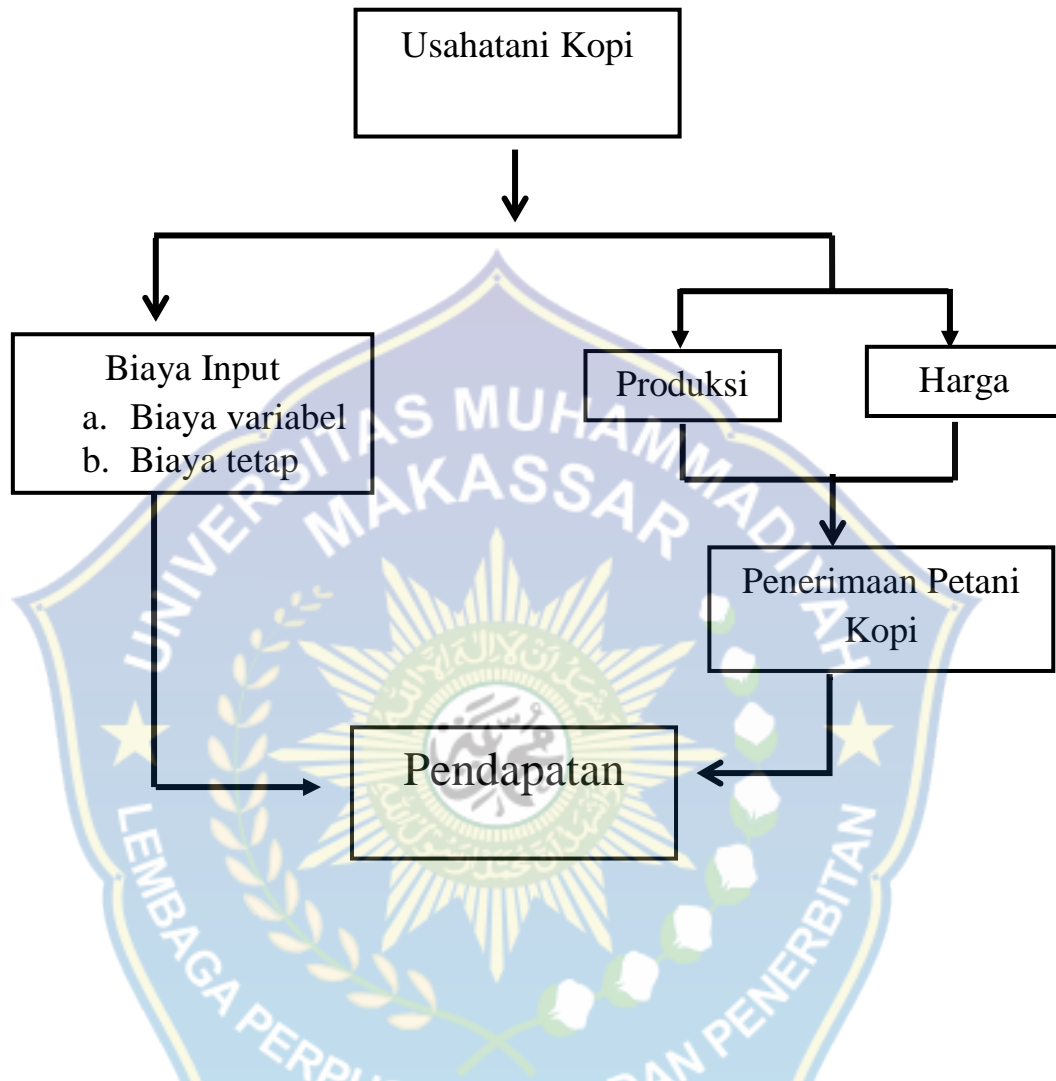 Usahatani Kopi
Biaya Input
a. Biaya variabel
b. Biaya tetap
Produksi
Harga
Penerimaan Petani
Kopi
Pendapatan
UNIVERSITAS MUHAMMADIYAH
MAKASSAR
LEMBAGA
DAN PENERBITAN